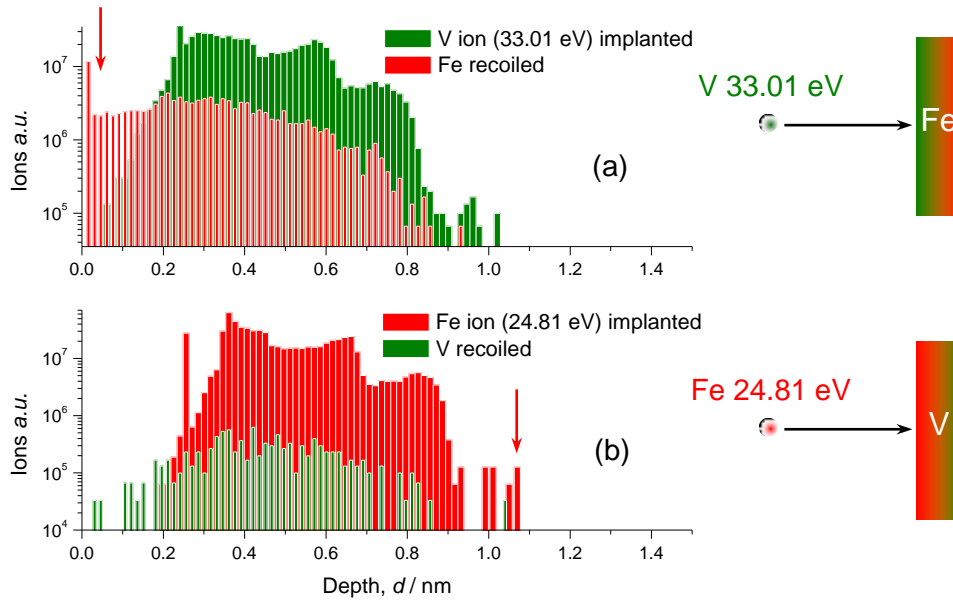 V ion (33.01 eV) implanted
Fe recoiled
10⁷
10⁶
10⁵
Ions a.u.
(a)
0.0 0.2 0.4 0.6 0.8 1.0 1.2 1.4
V 33.01 eV
Fe
Fe ion (24.81 eV) implanted
V recoiled
10⁷
10⁶
10⁵
10⁴
Ions a.u.
(b)
0.0 0.2 0.4 0.6 0.8 1.0 1.2 1.4
Depth, d / nm
Fe 24.81 eV
V